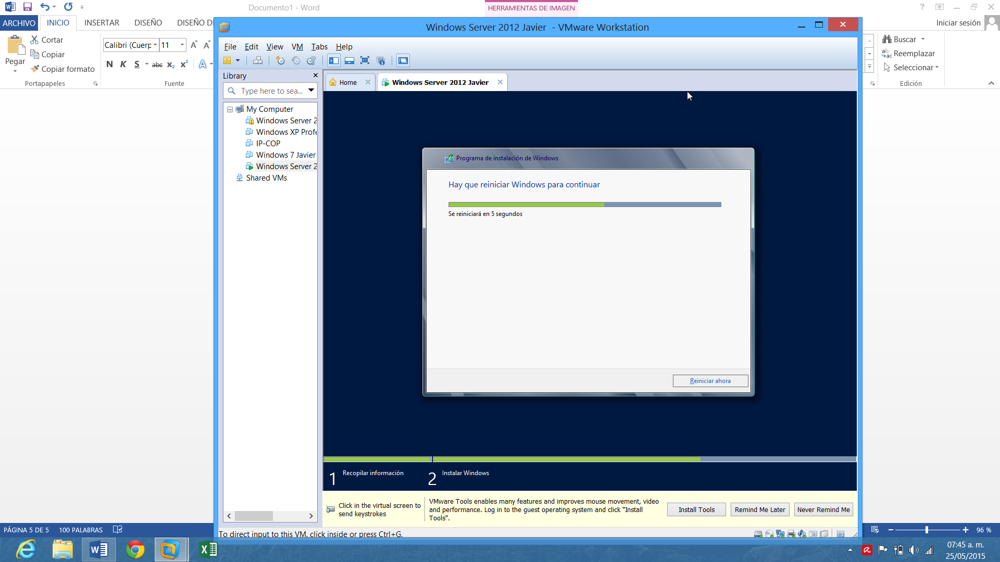 Documento1 - Word
HERRAMIENTAS DE IMAGEN
ARCHIVO
INICIO
INSERTAR
DISEÑO
DISEÑO
Iniciar sesión
Pegar
Cortar
Copiar
Copiar formato
Portapapeles
Calibri (Cuerp
11
N K S abc x₂ x²
Fuente
Buscar
Reemplazar
Seleccionar
Edición
Windows Server 2012 Javier - VMware Workstation
File Edit View VM Tabs Help
Library
Type here to sea...
My Computer
Windows Server 2
Windows XP Profe
IP-COP
Windows 7 Javier
Windows Server 2
Shared VMs
Home
Windows Server 2012 Javier
Programa de instalación de Windows
Hay que reiniciar Windows para continuar
Se reiniciará en 5 segundos
Reiniciar ahora
1 Recopilar información
2 Instalar Windows
Click in the virtual screen to
send keystrokes
VMware Tools enables many features and improves mouse movement, video
and performance. Log in to the guest operating system and click "Install
Tools".
Install Tools
Remind Me Later
Never Remind Me
To direct input to this VM, click inside or press Ctrl+G.
PÁGINA 5 DE 5
100 PALABRAS
96 %
07:45 a. m.
25/05/2015